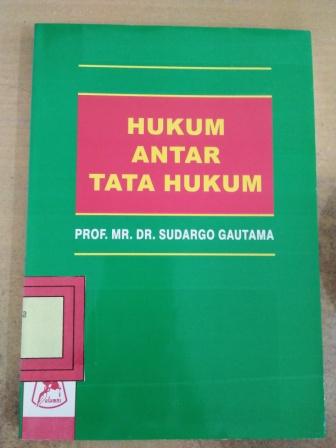 HUKUM
ANTAR
TATA HUKUM
PROF. MR. DR. SUDARGO GAUTAMA